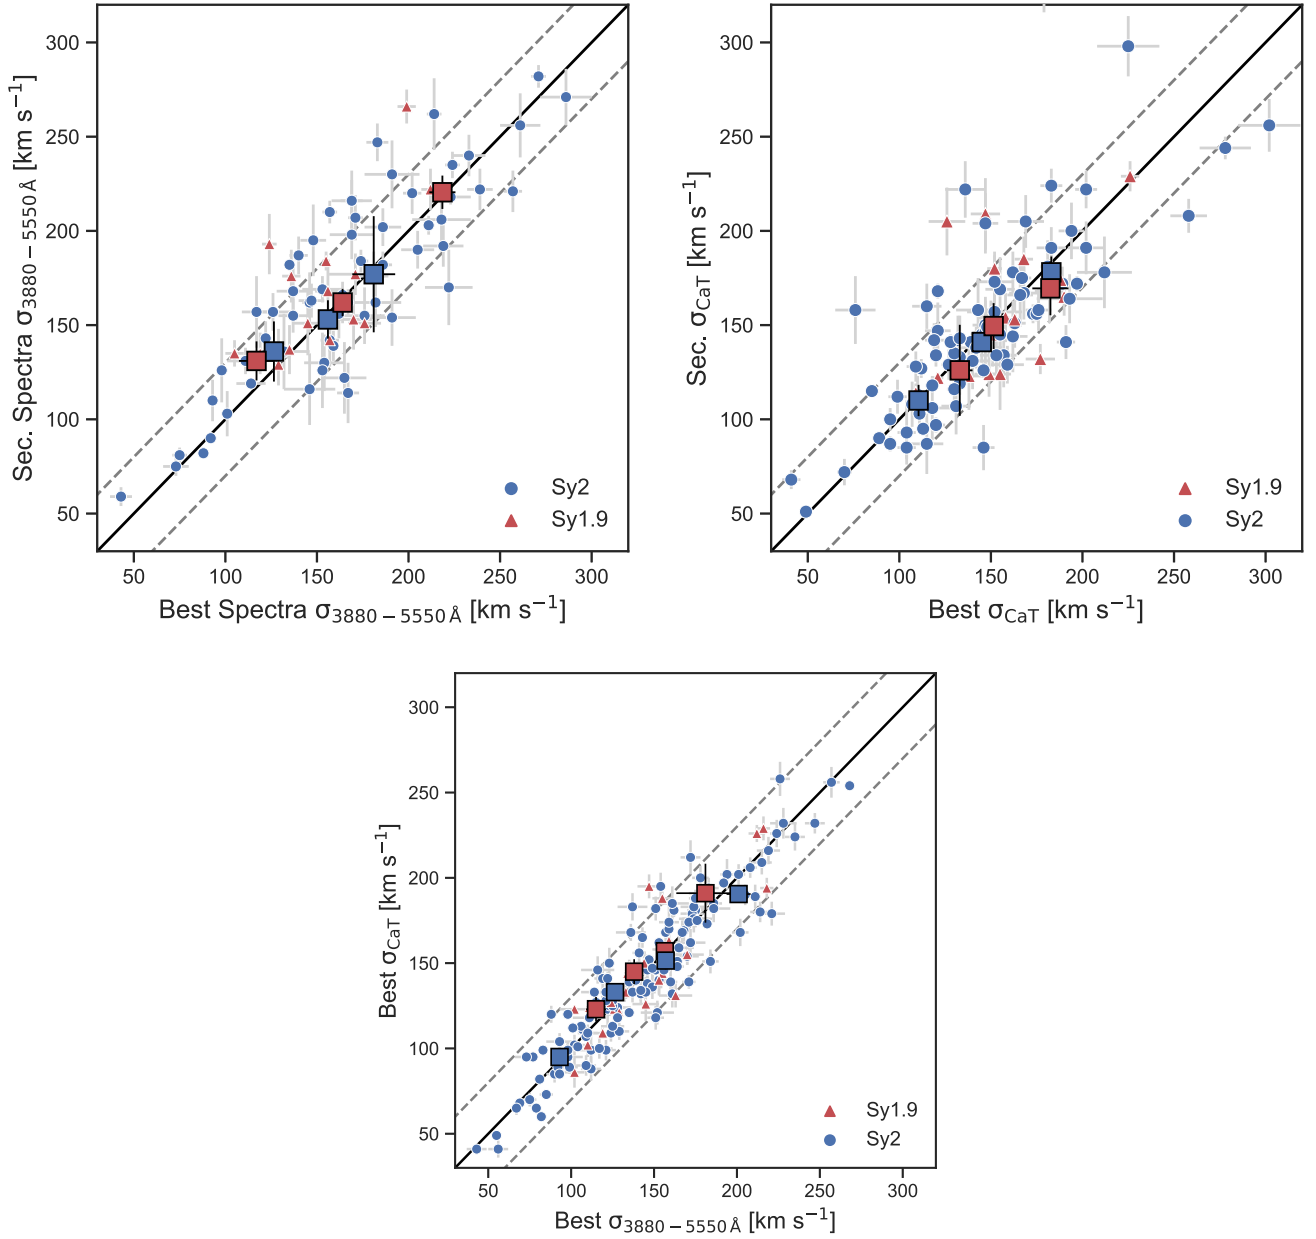 300
250
200
150
100
50
Sec. Spectra σ3880 – 5550 Å [km s−1]
Sy2
Sy1.9
50 100 150 200 250 300
Best Spectra σ3880 – 5550 Å [km s−1]
300
250
200
150
100
50
Sec. σCaT [km s−1]
Sy1.9
Sy2
50 100 150 200 250 300
Best σCaT [km s−1]
300
250
200
150
100
50
Best σCaT [km s−1]
Sy1.9
Sy2
50 100 150 200 250 300
Best σ3880 – 5550 Å [km s−1]